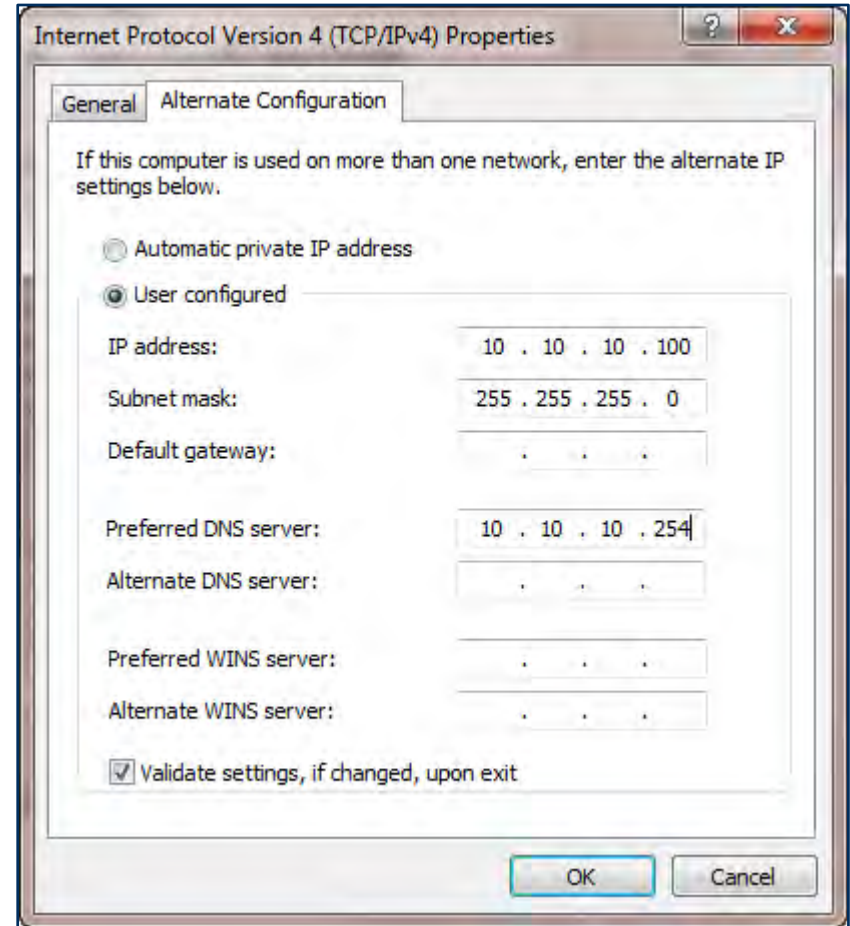 Internet Protocol Version 4 (TCP/IPv4) Properties
General
Alternate Configuration
If this computer is used on more than one network, enter the alternate IP
settings below.
Automatic private IP address
User configured
IP address: 10 . 10 . 10 . 100
Subnet mask: 255 . 255 . 255 . 0
Default gateway: . . .
Preferred DNS server: 10 . 10 . 10 . 254
Alternate DNS server: . . .
Preferred WINS server: . . .
Alternate WINS server: . . .
Validate settings, if changed, upon exit
OK
Cancel